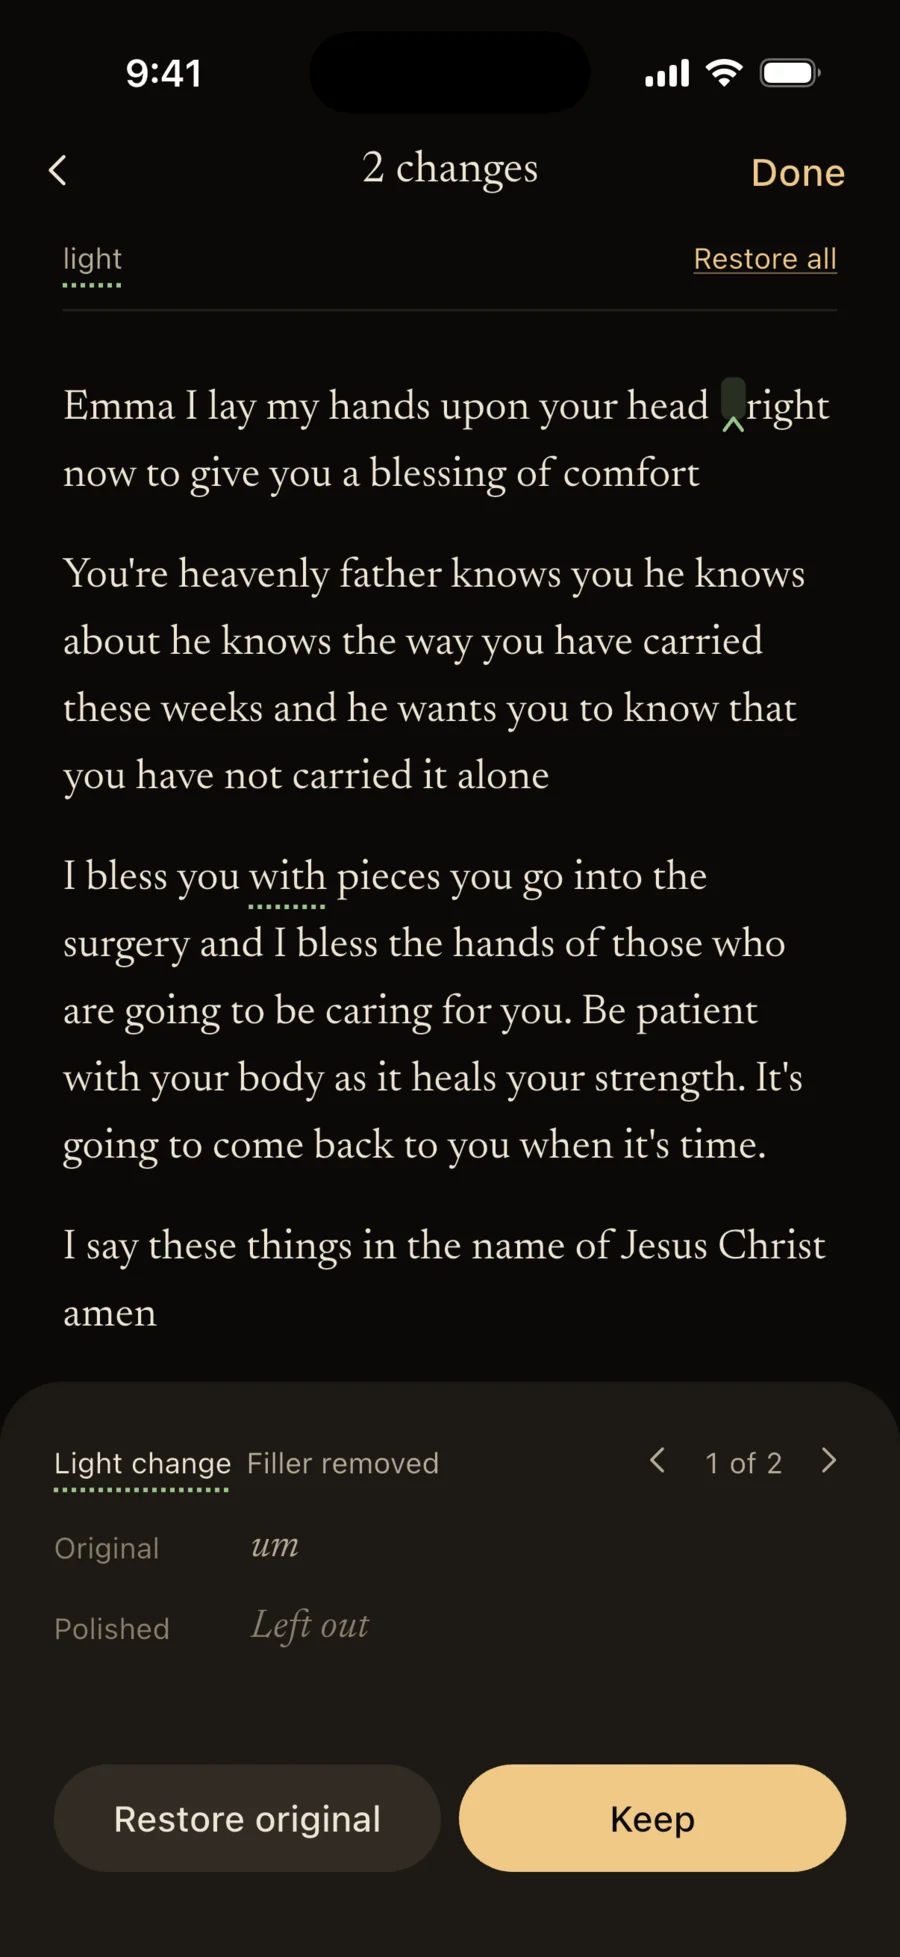 9:41
2 changes
Done
light
Restore all
Emma I lay my hands upon your head right
now to give you a blessing of comfort
You're heavenly father knows you he knows
about he knows the way you have carried
these weeks and he wants you to know that
you have not carried it alone
I bless you with pieces you go into the
surgery and I bless the hands of those who
are going to be caring for you. Be patient
with your body as it heals your strength. It's
going to come back to you when it's time.
I say these things in the name of Jesus Christ
amen
Light change Filler removed
1 of 2
Original um
Polished Left out
Restore original
Keep